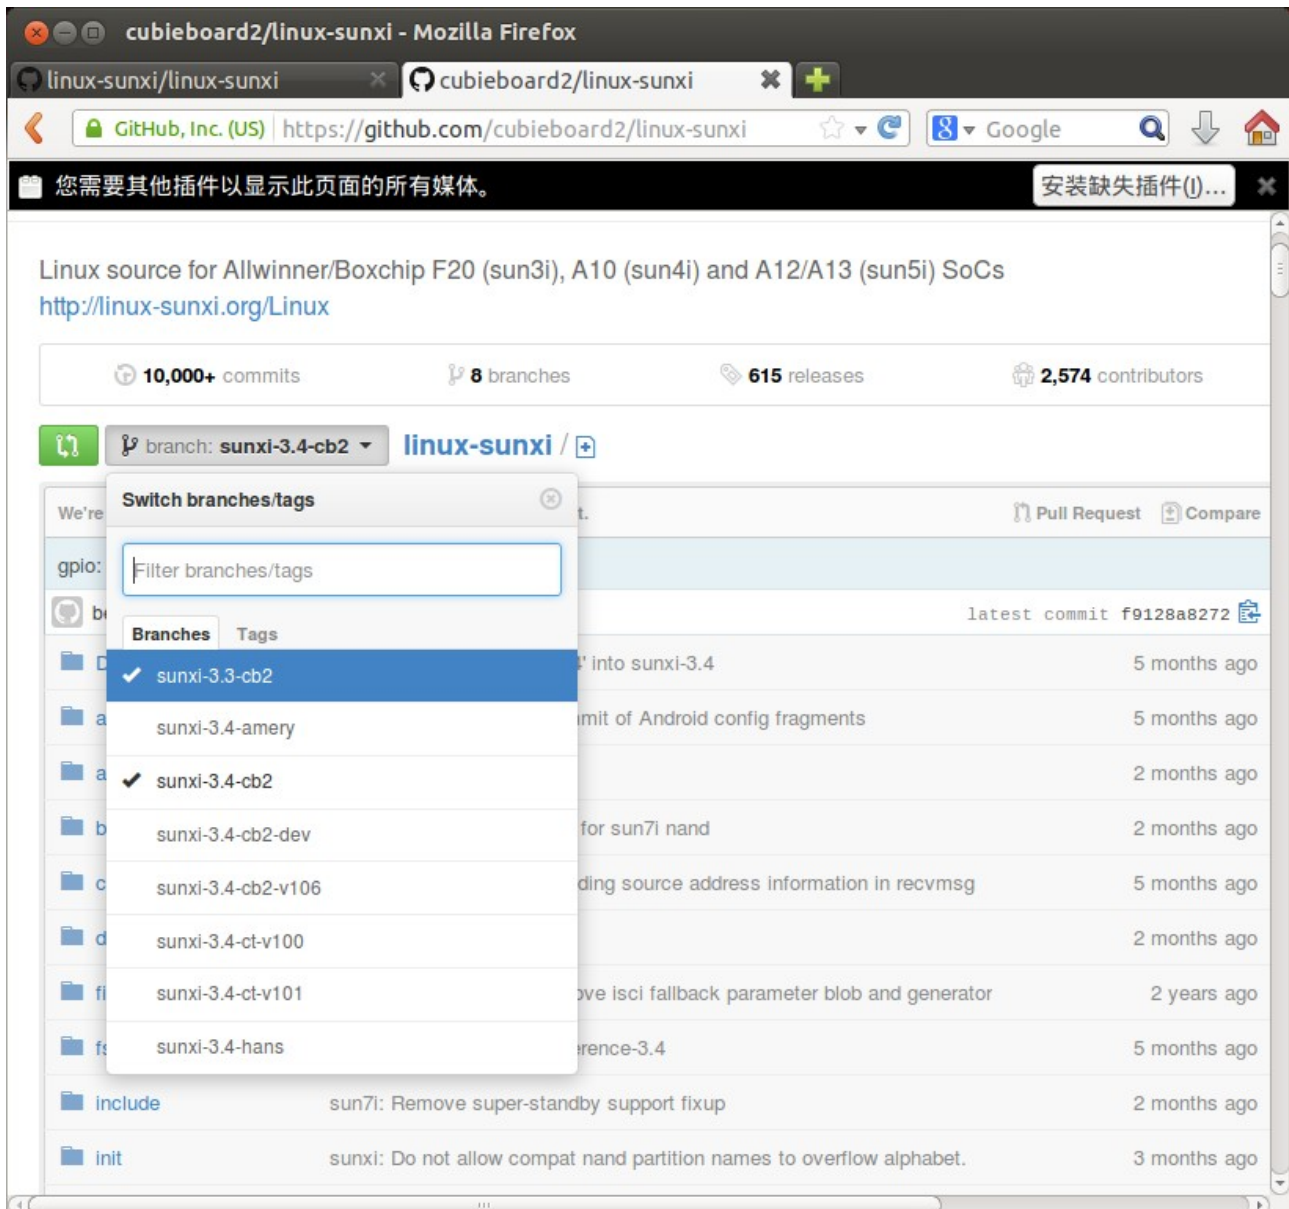 cubieboard2/linux-sunxi - Mozilla Firefox
linux-sunxi/linux-sunxi cubieboard2/linux-sunxi
GitHub, Inc. (US) https://github.com/cubieboard2/linux-sunxi Google
您需要其他插件以显示此页面的所有媒体。 安装缺失插件(I)...
Linux source for Allwinner/Boxchip F20 (sun3i), A10 (sun4i) and A12/A13 (sun5i) SoCs
http://linux-sunxi.org/Linux
10,000+ commits 8 branches 615 releases 2,574 contributors
branch: sunxi-3.4-cb2 linux-sunxi /
Switch branches/tags
We're t. Pull Request Compare
gpio: Filter branches/tags
be latest commit f9128a8272
Branches Tags
D sunxi-3.3-cb2 4' into sunxi-3.4 5 months ago
a sunxi-3.4-amery mit of Android config fragments 5 months ago
a sunxi-3.4-cb2 2 months ago
b sunxi-3.4-cb2-dev for sun7i nand 2 months ago
c sunxi-3.4-cb2-v106 ding source address information in recvmsg 5 months ago
d sunxi-3.4-ct-v100 2 months ago
fi sunxi-3.4-ct-v101 ove isci fallback parameter blob and generator 2 years ago
fs sunxi-3.4-hans erence-3.4 5 months ago
include sun7i: Remove super-standby support fixup 2 months ago
init sunxi: Do not allow compat nand partition names to overflow alphabet. 3 months ago